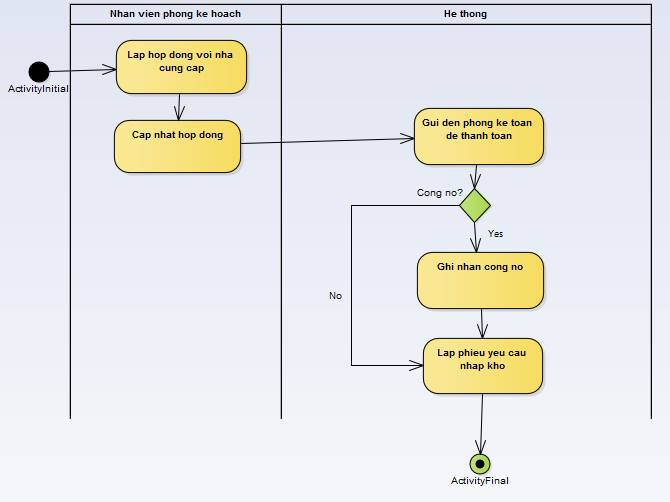 Nhan vien phong ke hoach
He thong
ActivityInitial
Lap hop dong voi nha
cung cap
Cap nhat hop dong
Gui den phong ke toan
de thanh toan
Cong no?
Yes
Ghi nhan cong no
No
Lap phieu yeu cau
nhap kho
ActivityFinal